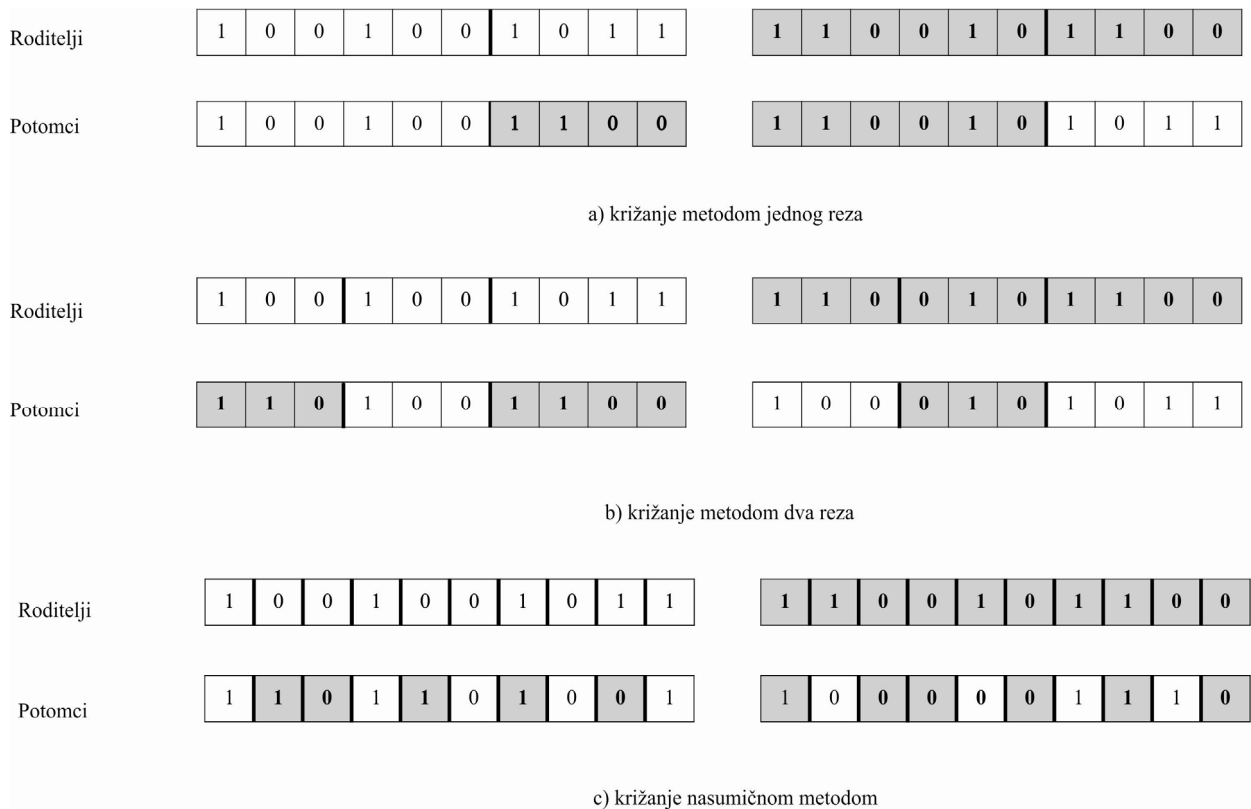 Roditelji 1 0 0 1 0 0 1 0 1 1 1 1 0 0 1 0 1 1 0 0
Potomci 1 0 0 1 0 0 1 1 0 0 1 1 0 0 1 0 1 0 1 1
a) križanje metodom jednog reza
Roditelji 1 0 0 1 0 0 1 0 1 1 1 1 0 0 1 0 1 1 0 0
Potomci 1 1 0 1 0 0 1 1 0 0 1 0 0 0 1 0 1 0 1 1
b) križanje metodom dva reza
Roditelji 1 0 0 1 0 0 1 0 1 1 1 1 0 0 1 0 1 1 0 0
Potomci 1 1 0 1 1 0 1 0 0 1 1 0 0 0 0 0 1 1 1 0
c) križanje nasumičnom metodom